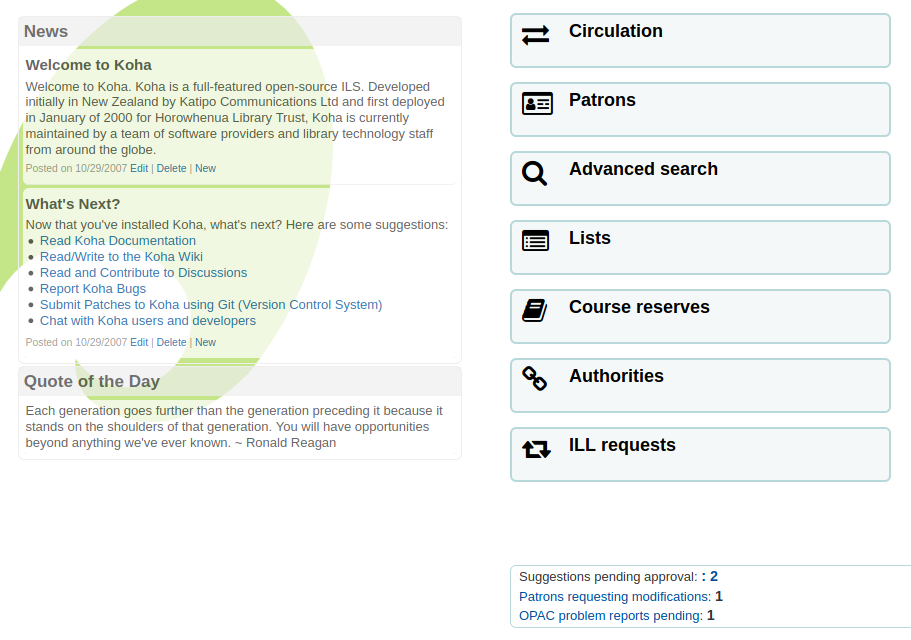 News
Welcome to Koha
Welcome to Koha. Koha is a full-featured open-source ILS. Developed
initially in New Zealand by Katipo Communications Ltd and first deployed
in January of 2000 for Horowhenua Library Trust, Koha is currently
maintained by a team of software providers and library technology staff
from around the globe.
Posted on 10/29/2007 Edit | Delete | New
What's Next?
Now that you've installed Koha, what's next? Here are some suggestions:
• Read Koha Documentation
• Read/Write to the Koha Wiki
• Read and Contribute to Discussions
• Report Koha Bugs
• Submit Patches to Koha using Git (Version Control System)
• Chat with Koha users and developers
Posted on 10/29/2007 Edit | Delete | New
Quote of the Day
Each generation goes further than the generation preceding it because it
stands on the shoulders of that generation. You will have opportunities
beyond anything we've ever known. ~ Ronald Reagan
Circulation
Patrons
Advanced search
Lists
Course reserves
Authorities
ILL requests
Suggestions pending approval: : 2
Patrons requesting modifications: 1
OPAC problem reports pending: 1